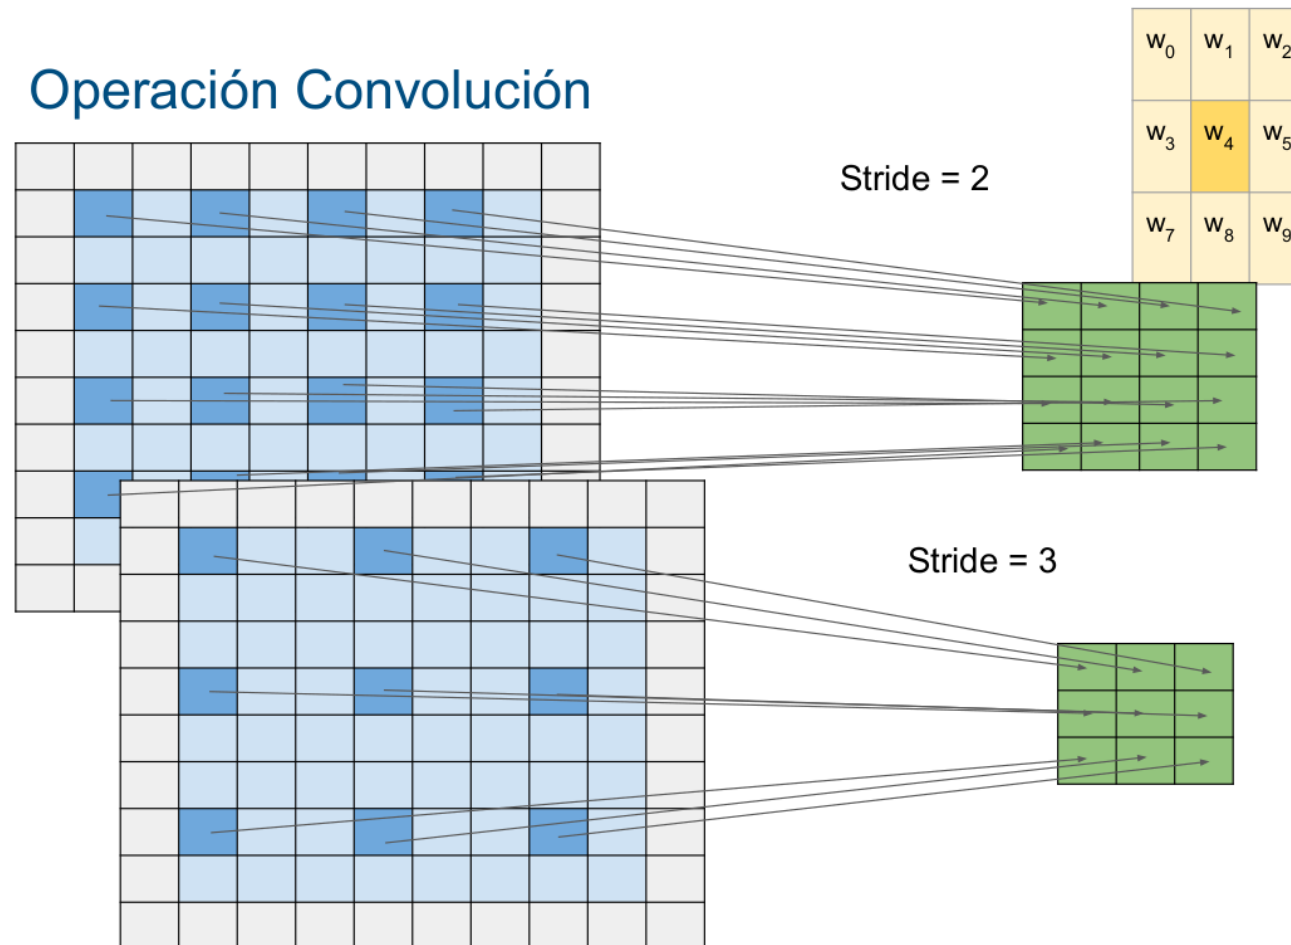 Operación Convolución
w0 w1 w2
w3 w4 w5
w7 w8 w9
Stride = 2
Stride = 3